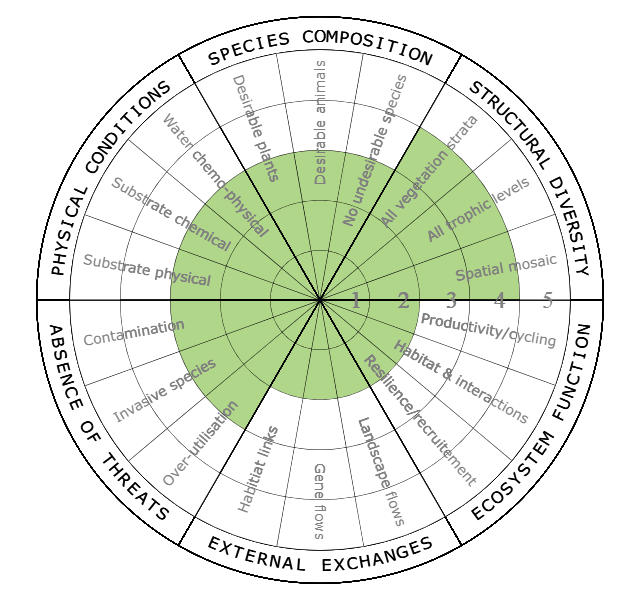 SPECIES COMPOSITION
Desirable plants
Desirable animals
No undesirable species
STRUCTURAL DIVERSITY
All vegetation strata
All trophic levels
Spatial mosaic
1 2 3 4 5
ECOSYSTEM FUNCTION
Productivity/cycling
Habitat & interactions
Resilience/recruitement
EXTERNAL EXCHANGES
Landscape flows
Gene flows
Habitiat links
ABSENCE OF THREATS
Over-utilisation
Invasive species
Contamination
PHYSICAL CONDITIONS
Substrate physical
Substrate chemical
Water chemo-physical